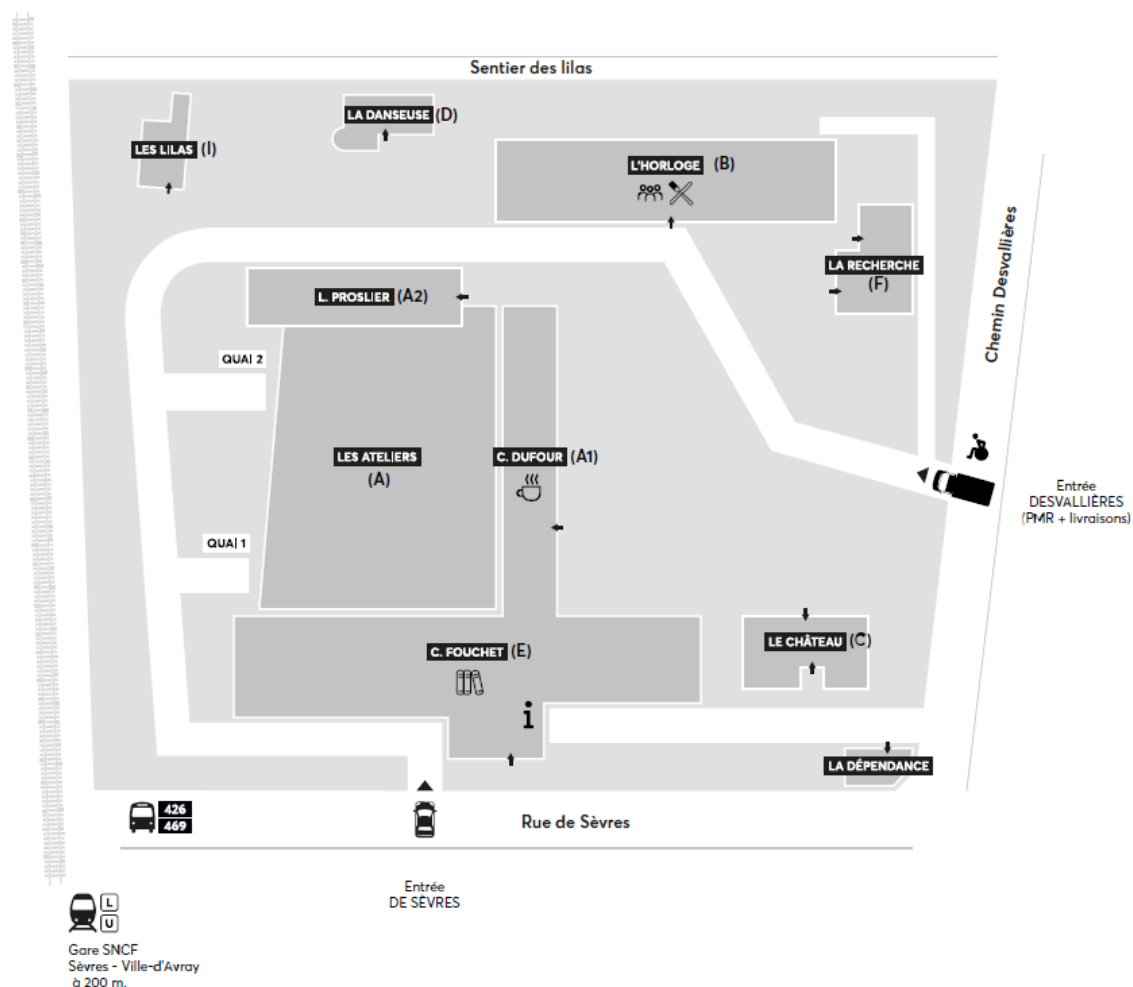 Sentier des lilas
LA DANSEUSE (D)
LES LILAS (I)
L'HORLOGE (B)
Chemin Desvallières
LA RECHERCHE
(F)
L. PROSLIER (A2)
QUAI 2
LES ATELIERS
(A)
C. DUFOUR (A1)
Entrée
DESVALLIÈRES
(PMR + livraisons)
QUAI 1
C. FOUCHET (E)
LE CHÂTEAU (C)
i
LA DÉPENDANCE
426
469
Rue de Sèvres
Entrée
DE SÈVRES
L
U
Gare SNCF
Sèvres - Ville-d'Avray
à 200 m.